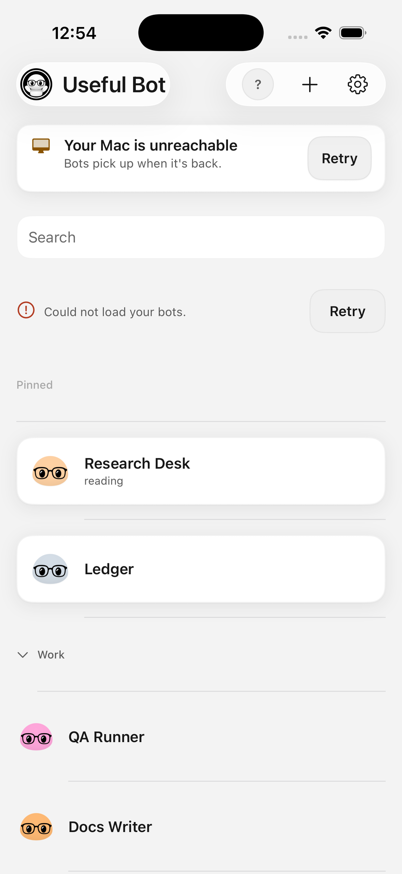 12:54
Useful Bot
?
Your Mac is unreachable
Bots pick up when it's back.
Retry
Search
Could not load your bots.
Retry
Pinned
Research Desk
reading
Ledger
Work
QA Runner
Docs Writer